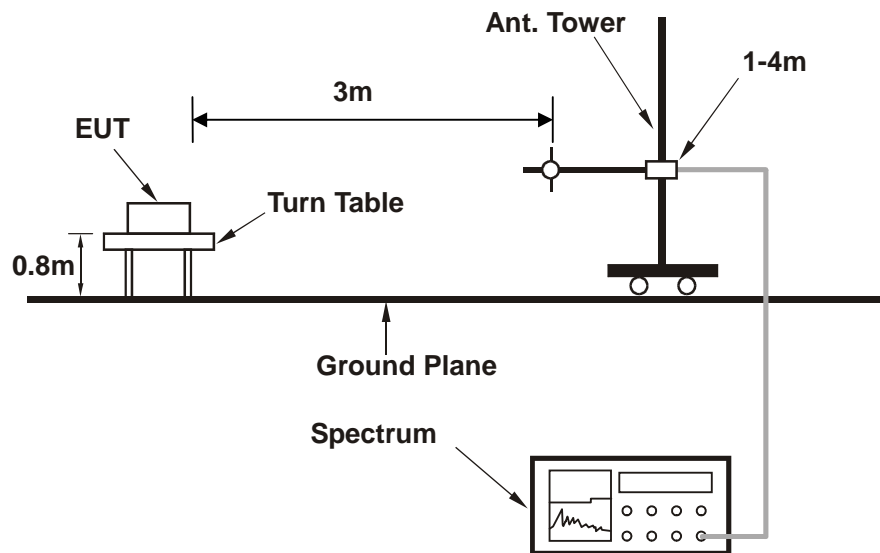 Ant. Tower
1-4m
3m
EUT
Turn Table
0.8m
Ground Plane
Spectrum